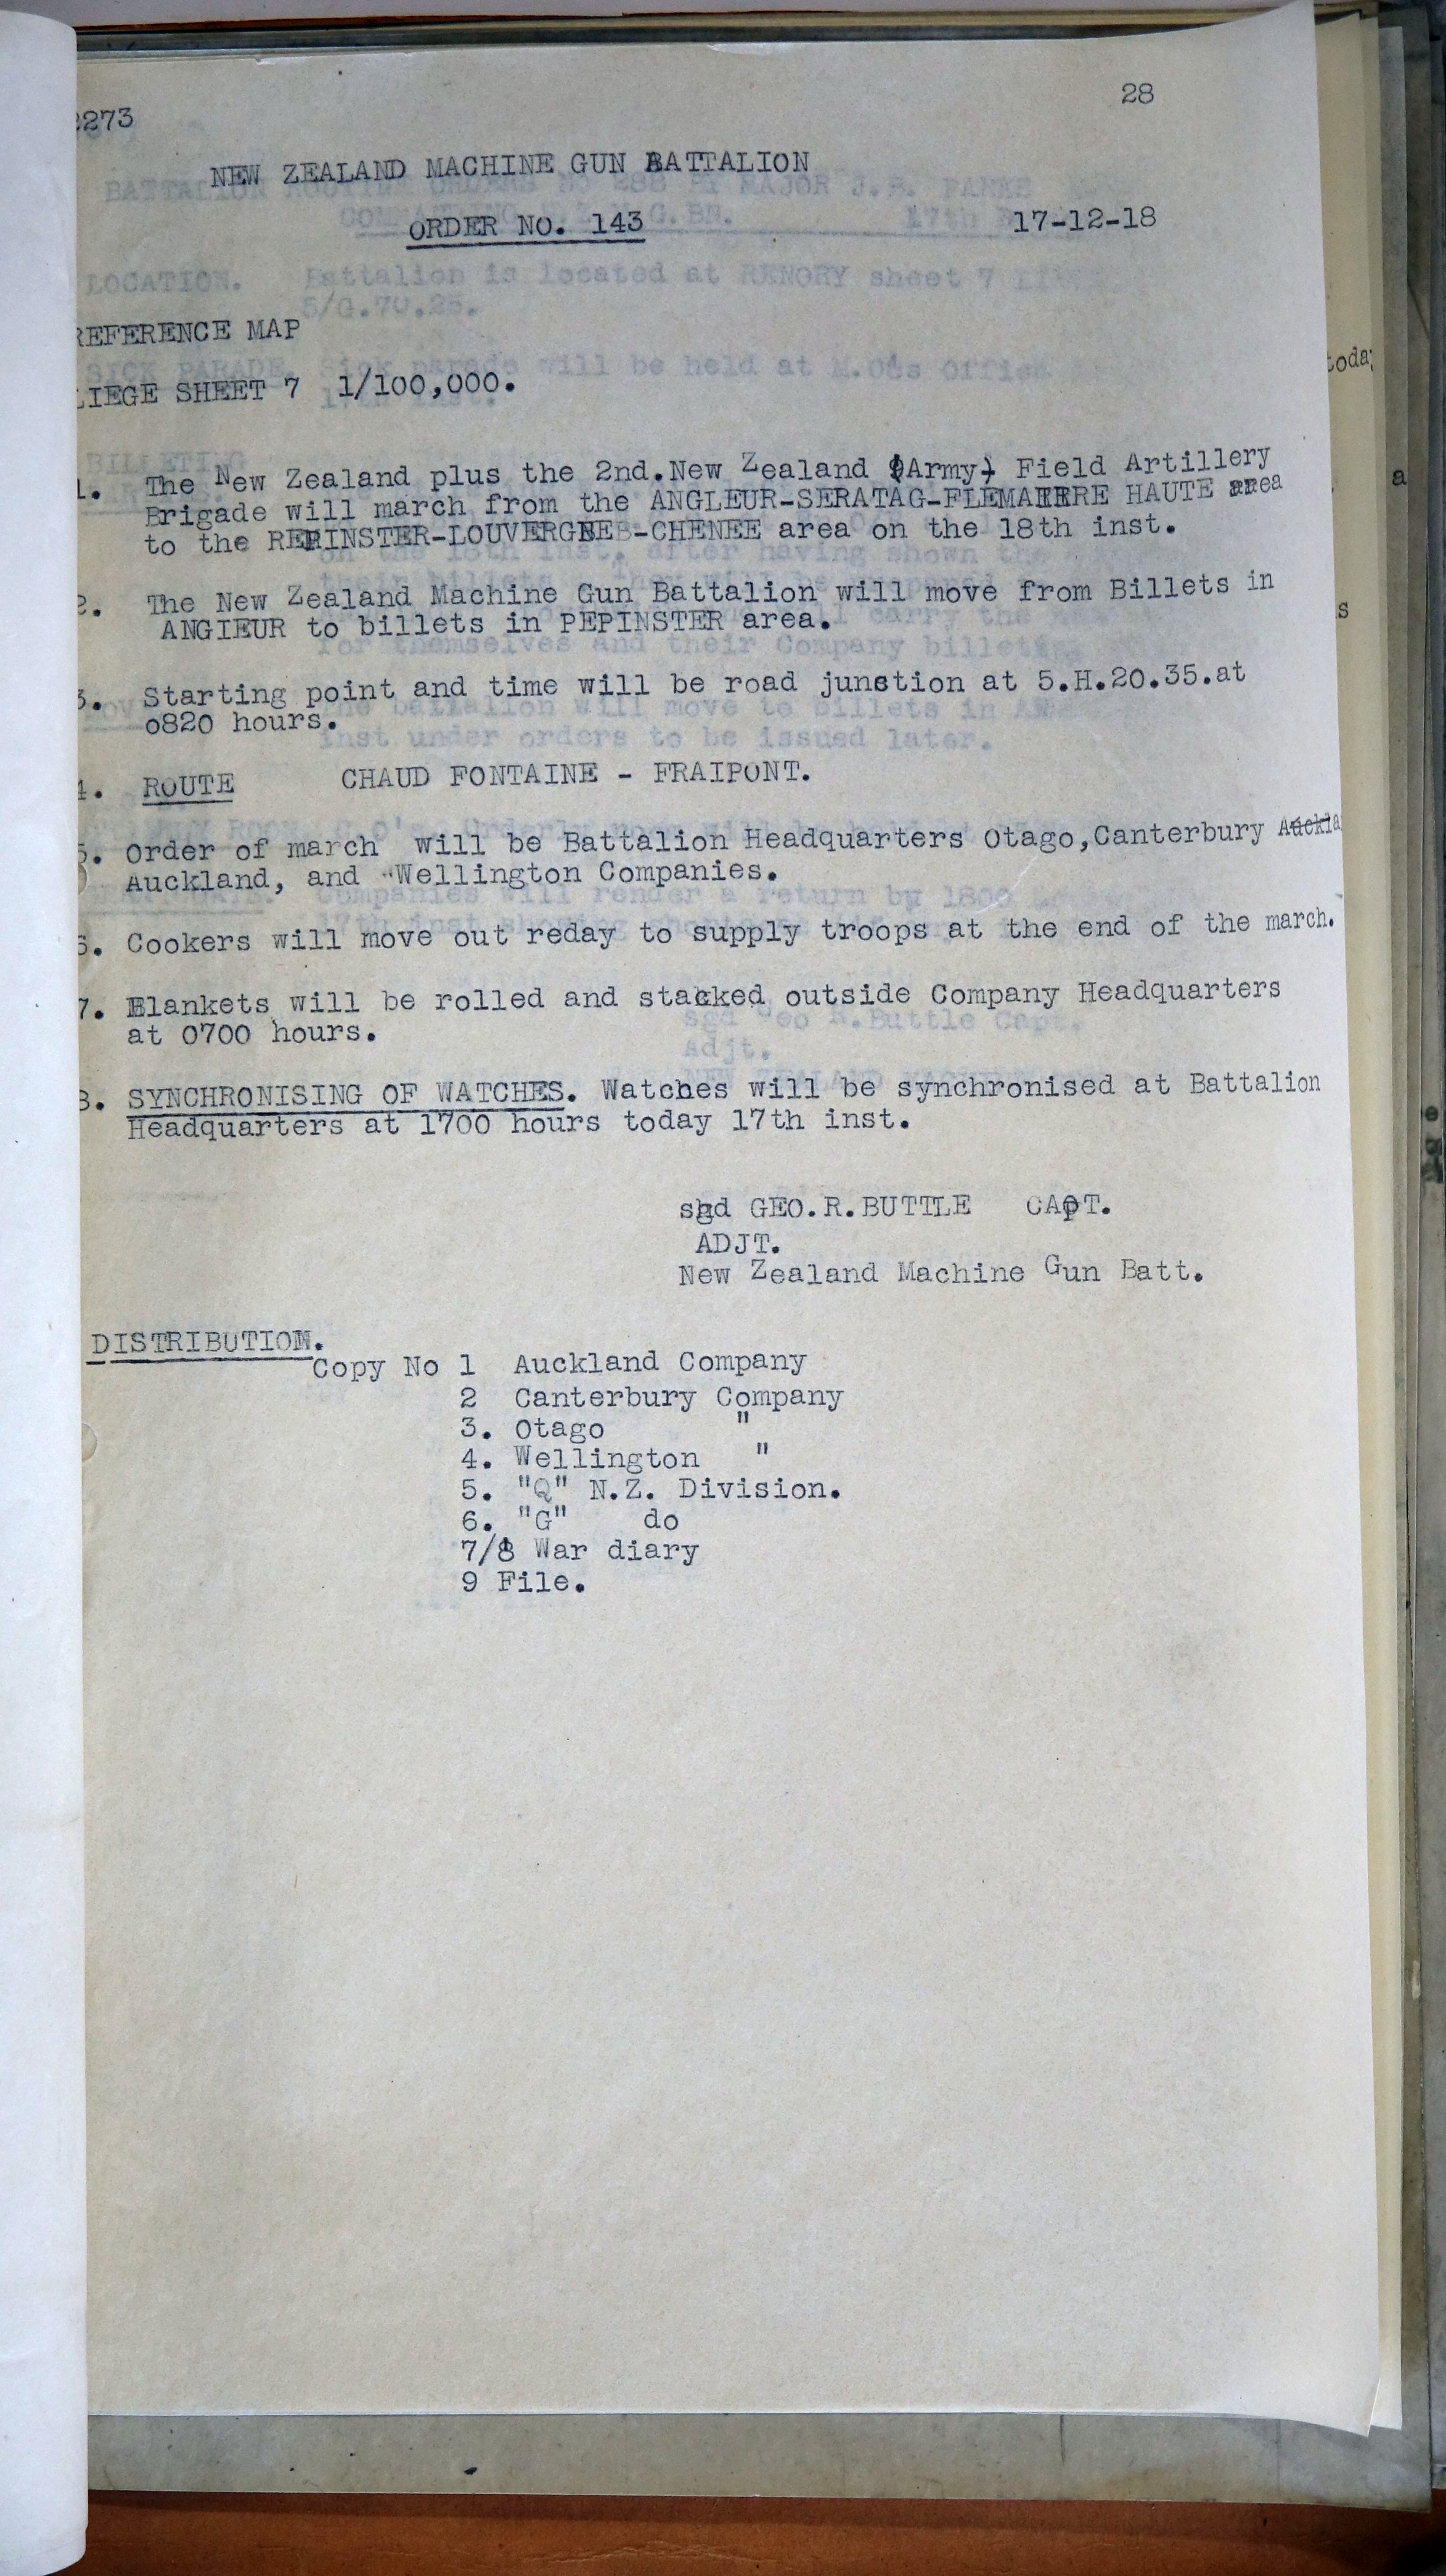 28
2273
NEW ZEALAND MACHINE GUN BATTALION
ORDER NO. 143 17-12-18
REFERENCE MAP
LIEGE SHEET 7 1/100,000.
1. The New Zealand plus the 2nd.New Zealand (Army) Field Artillery
Brigade will march from the ANGLEUR-SERATAG-FLEMALLERE HAUTE area
to the REPINSTER-LOUVERGNEE-CHENEE area on the 18th inst.
2. The New Zealand Machine Gun Battalion will move from Billets in
ANGIEUR to billets in PEPINSTER area.
3. Starting point and time will be road junction at 5.H.20.35.at
o820 hours.
4. ROUTE CHAUD FONTAINE - FRAIPONT.
5. Order of march will be Battalion Headquarters Otago,Canterbury Auckla
Auckland, and "Wellington Companies.
6. Cookers will move out reday to supply troops at the end of the march.
7. Blankets will be rolled and stacked outside Company Headquarters
at 0700 hours.
8. SYNCHRONISING OF WATCHES. Watches will be synchronised at Battalion
Headquarters at 1700 hours today 17th inst.
sgd GEO.R.BUTTLE CAPT.
ADJT.
New Zealand Machine Gun Batt.
DISTRIBUTION.
Copy No 1 Auckland Company
2 Canterbury Company
3. Otago "
4. Wellington "
5. "Q" N.Z. Division.
6. "G" do
7/8 War diary
9 File.